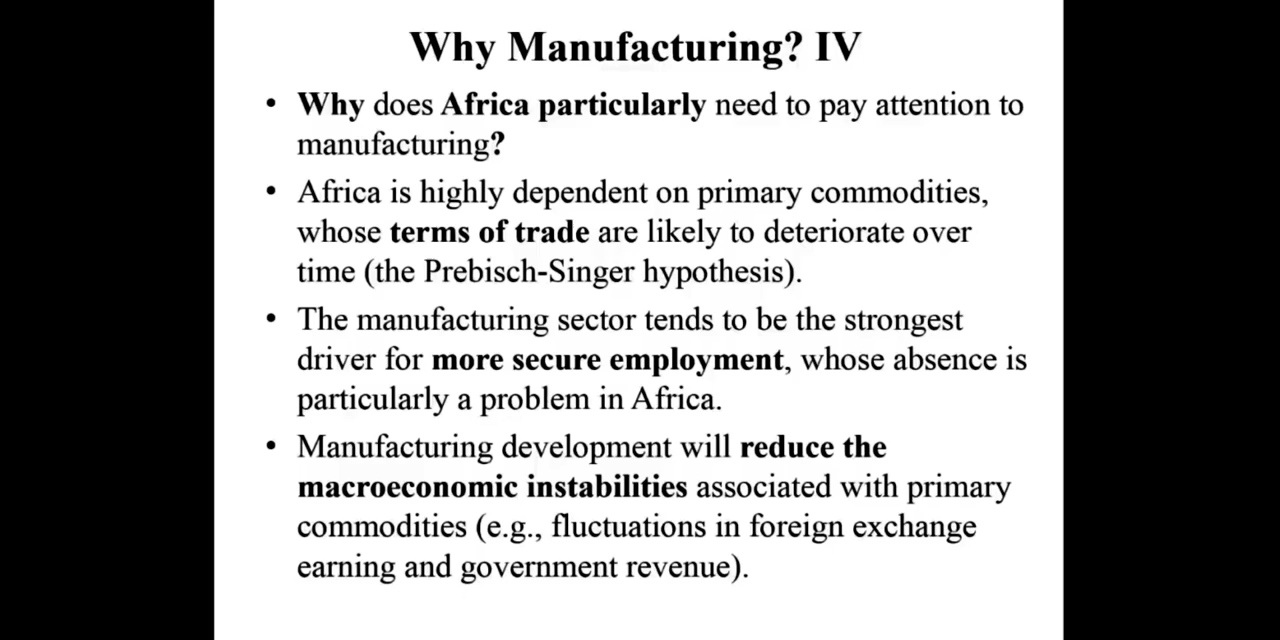 Why Manufacturing? IV
• Why does Africa particularly need to pay attention to
manufacturing?
• Africa is highly dependent on primary commodities,
whose terms of trade are likely to deteriorate over
time (the Prebisch-Singer hypothesis).
• The manufacturing sector tends to be the strongest
driver for more secure employment, whose absence is
particularly a problem in Africa.
• Manufacturing development will reduce the
macroeconomic instabilities associated with primary
commodities (e.g., fluctuations in foreign exchange
earning and government revenue).